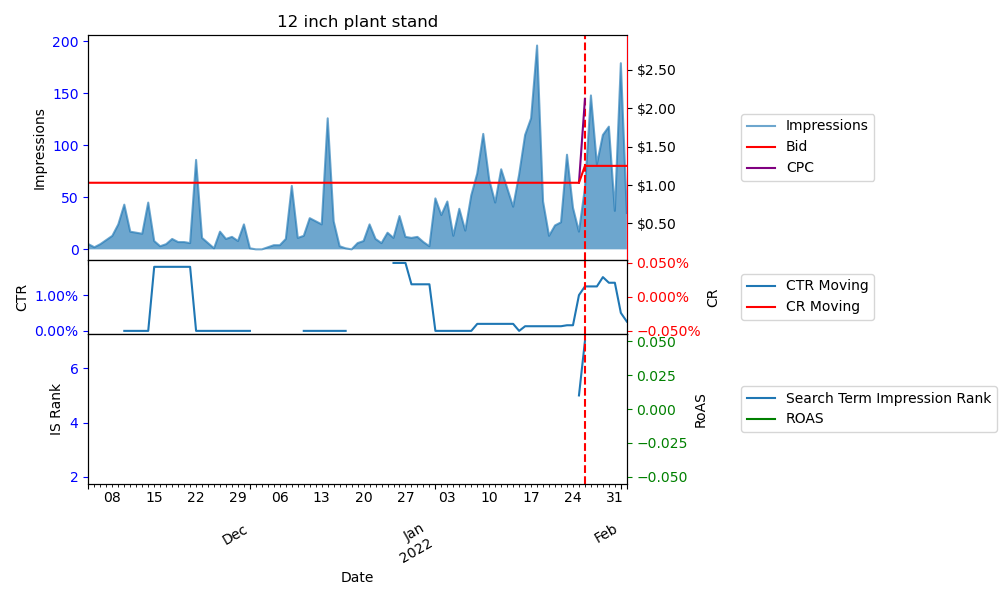 12 inch plant stand
200
150
100
50
0
Impressions
$2.50
$2.00
$1.50
$1.00
$0.50
Impressions
Bid
CPC
CTR
1.00%
0.00%
0.050%
0.000%
−0.050%
CR
CTR Moving
CR Moving
IS Rank
6
4
2
0.050
0.025
0.000
−0.025
−0.050
RoAS
Search Term Impression Rank
ROAS
08 15 22 29 06 13 20 27 03 10 17 24 31
Dec Jan Feb
2022
Date